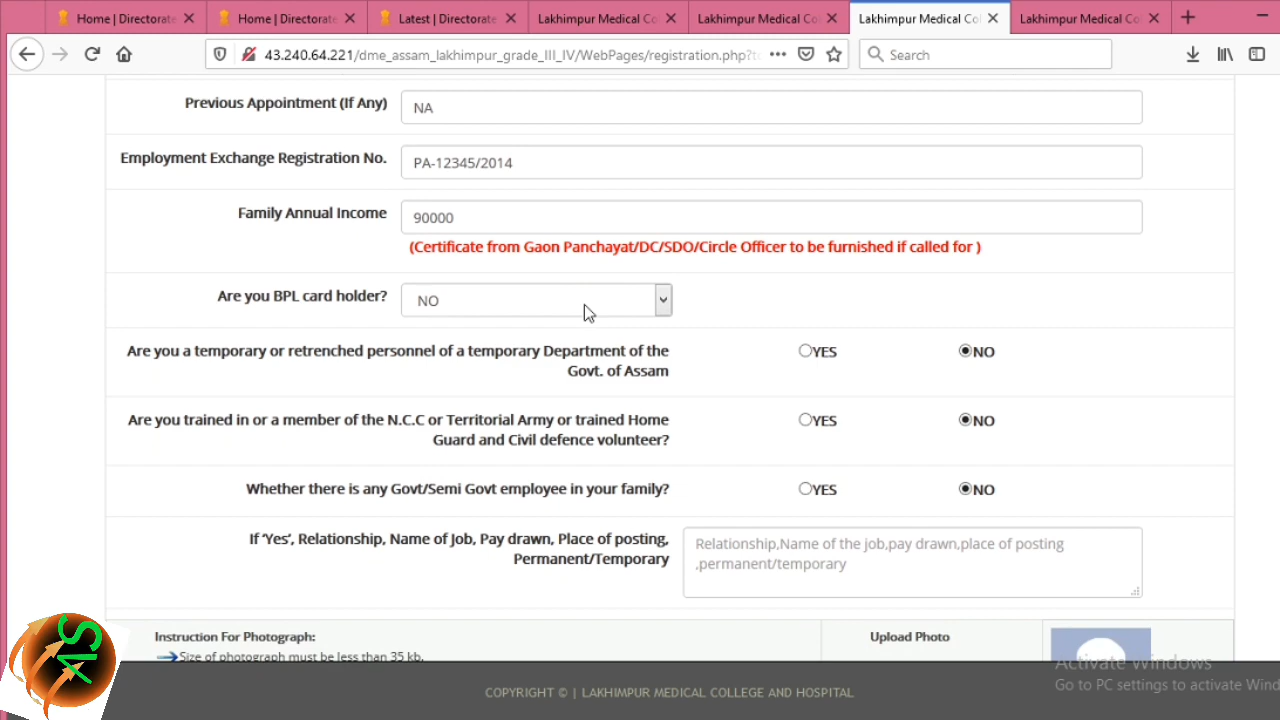 Home | Directorate
Home | Directorate
Latest | Directorate
Lakhimpur Medical Co
Lakhimpur Medical Co
Lakhimpur Medical Co
Lakhimpur Medical Co
43.240.64.221/dme_assam_lakhimpur_grade_III_IV/WebPages/registration.php?t
Search
Previous Appointment (If Any)
NA
Employment Exchange Registration No.
PA-12345/2014
Family Annual Income
90000
(Certificate from Gaon Panchayat/DC/SDO/Circle Officer to be furnished if called for )
Are you BPL card holder?
NO
Are you a temporary or retrenched personnel of a temporary Department of the
Govt. of Assam
YES
NO
Are you trained in or a member of the N.C.C or Territorial Army or trained Home
Guard and Civil defence volunteer?
YES
NO
Whether there is any Govt/Semi Govt employee in your family?
YES
NO
If ‘Yes’, Relationship, Name of Job, Pay drawn, Place of posting,
Permanent/Temporary
Relationship,Name of the job,pay drawn,place of posting
,permanent/temporary
Instruction For Photograph:
Size of photograph must be less than 35 kb.
Upload Photo
SK
Activate Windows
Go to PC settings to activate Wind
COPYRIGHT © | LAKHIMPUR MEDICAL COLLEGE AND HOSPITAL